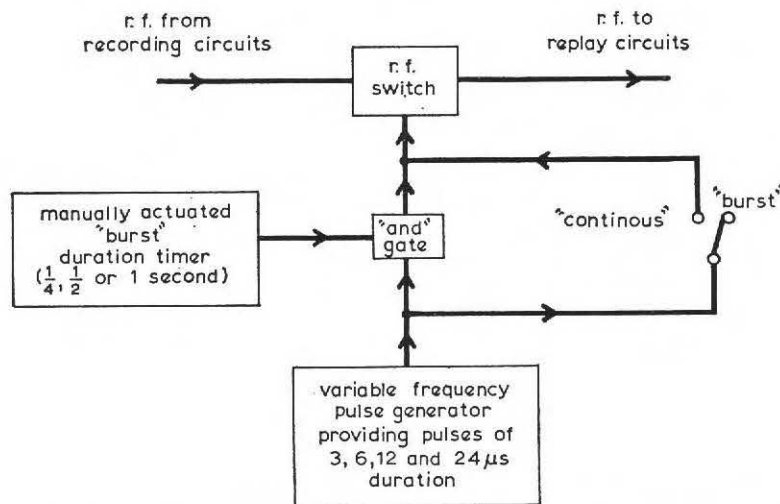 r.f. from
recording circuits
r.f. to
replay circuits
r.f.
switch
manually actuated
"burst"
duration timer
(1/4, 1/2 or 1 second)
"and"
gate
"continous"
"burst"
variable frequency
pulse generator
providing pulses of
3, 6, 12 and 24 μs
duration